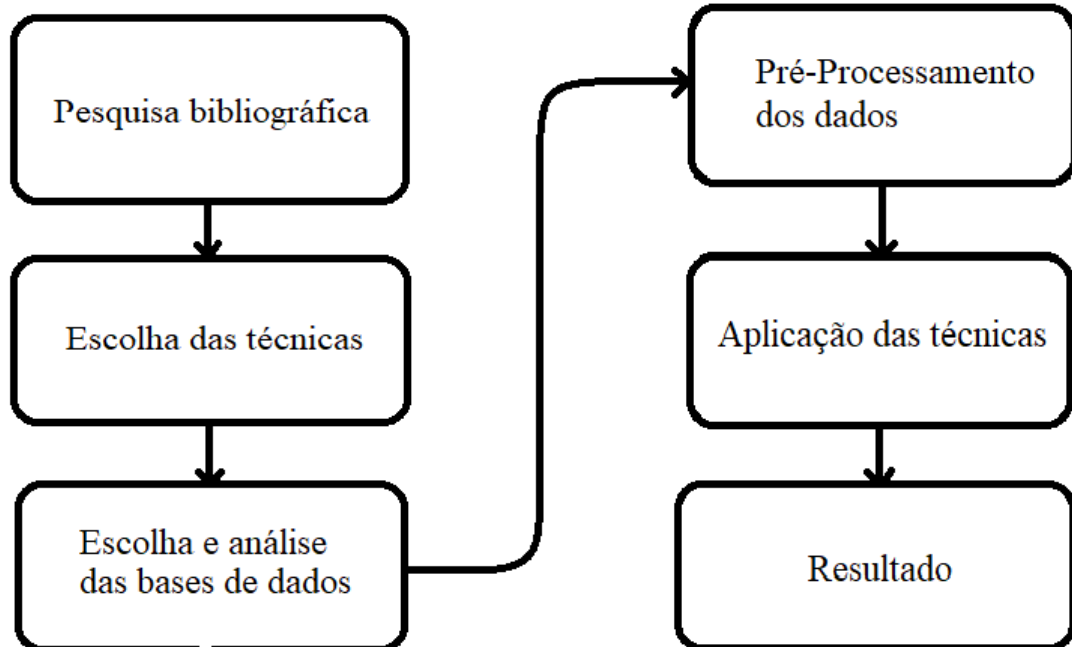 Pesquisa bibliográfica
Escolha das técnicas
Escolha e análise
das bases de dados
Pré-Processamento
dos dados
Aplicação das técnicas
Resultado